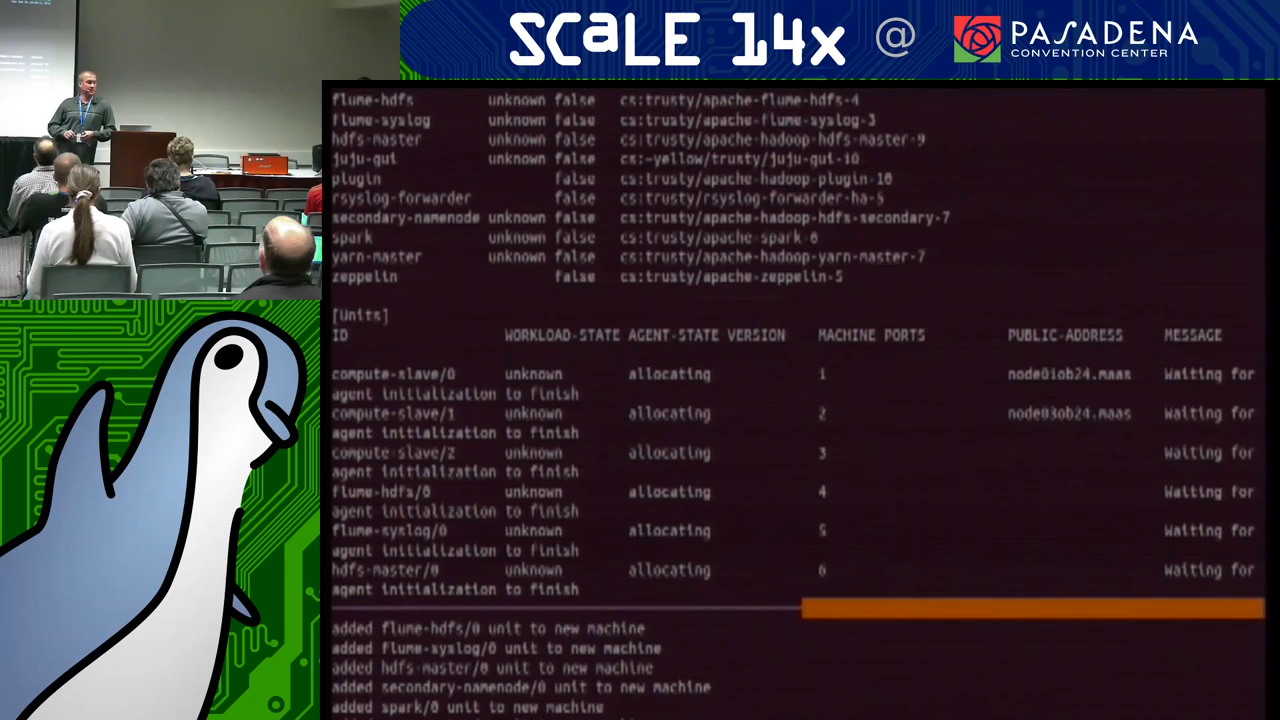 SCALE 14x @ PASADENA
CONVENTION CENTER
flume-hdfs unknown false cs:trusty/apache-flume-hdfs-4
flume-syslog unknown false cs:trusty/apache-flume-syslog-3
hdfs-master unknown false cs:trusty/apache-hadoop-hdfs-master-9
juju-gui unknown false cs:~yellow/trusty/juju-gui-10
plugin false cs:trusty/apache-hadoop-plugin-10
rsyslog-forwarder false cs:trusty/rsyslog-forwarder-ha-5
secondary-namenode unknown false cs:trusty/apache-hadoop-hdfs-secondary-7
spark unknown false cs:trusty/apache-spark-6
yarn-master unknown false cs:trusty/apache-hadoop-yarn-master-7
zeppelin false cs:trusty/apache-zeppelin-5
[Units]
ID WORKLOAD-STATE AGENT-STATE VERSION MACHINE PORTS PUBLIC-ADDRESS MESSAGE
compute-slave/0 unknown allocating 1 node01ob24.maas Waiting for
agent initialization to finish
compute-slave/1 unknown allocating 2 node03ob24.maas Waiting for
agent initialization to finish
compute-slave/2 unknown allocating 3 Waiting for
agent initialization to finish
flume-hdfs/0 unknown allocating 4 Waiting for
agent initialization to finish
flume-syslog/0 unknown allocating 5 Waiting for
agent initialization to finish
hdfs-master/0 unknown allocating 6 Waiting for
agent initialization to finish
added flume-hdfs/0 unit to new machine
added flume-syslog/0 unit to new machine
added hdfs-master/0 unit to new machine
added secondary-namenode/0 unit to new machine
added spark/0 unit to new machine